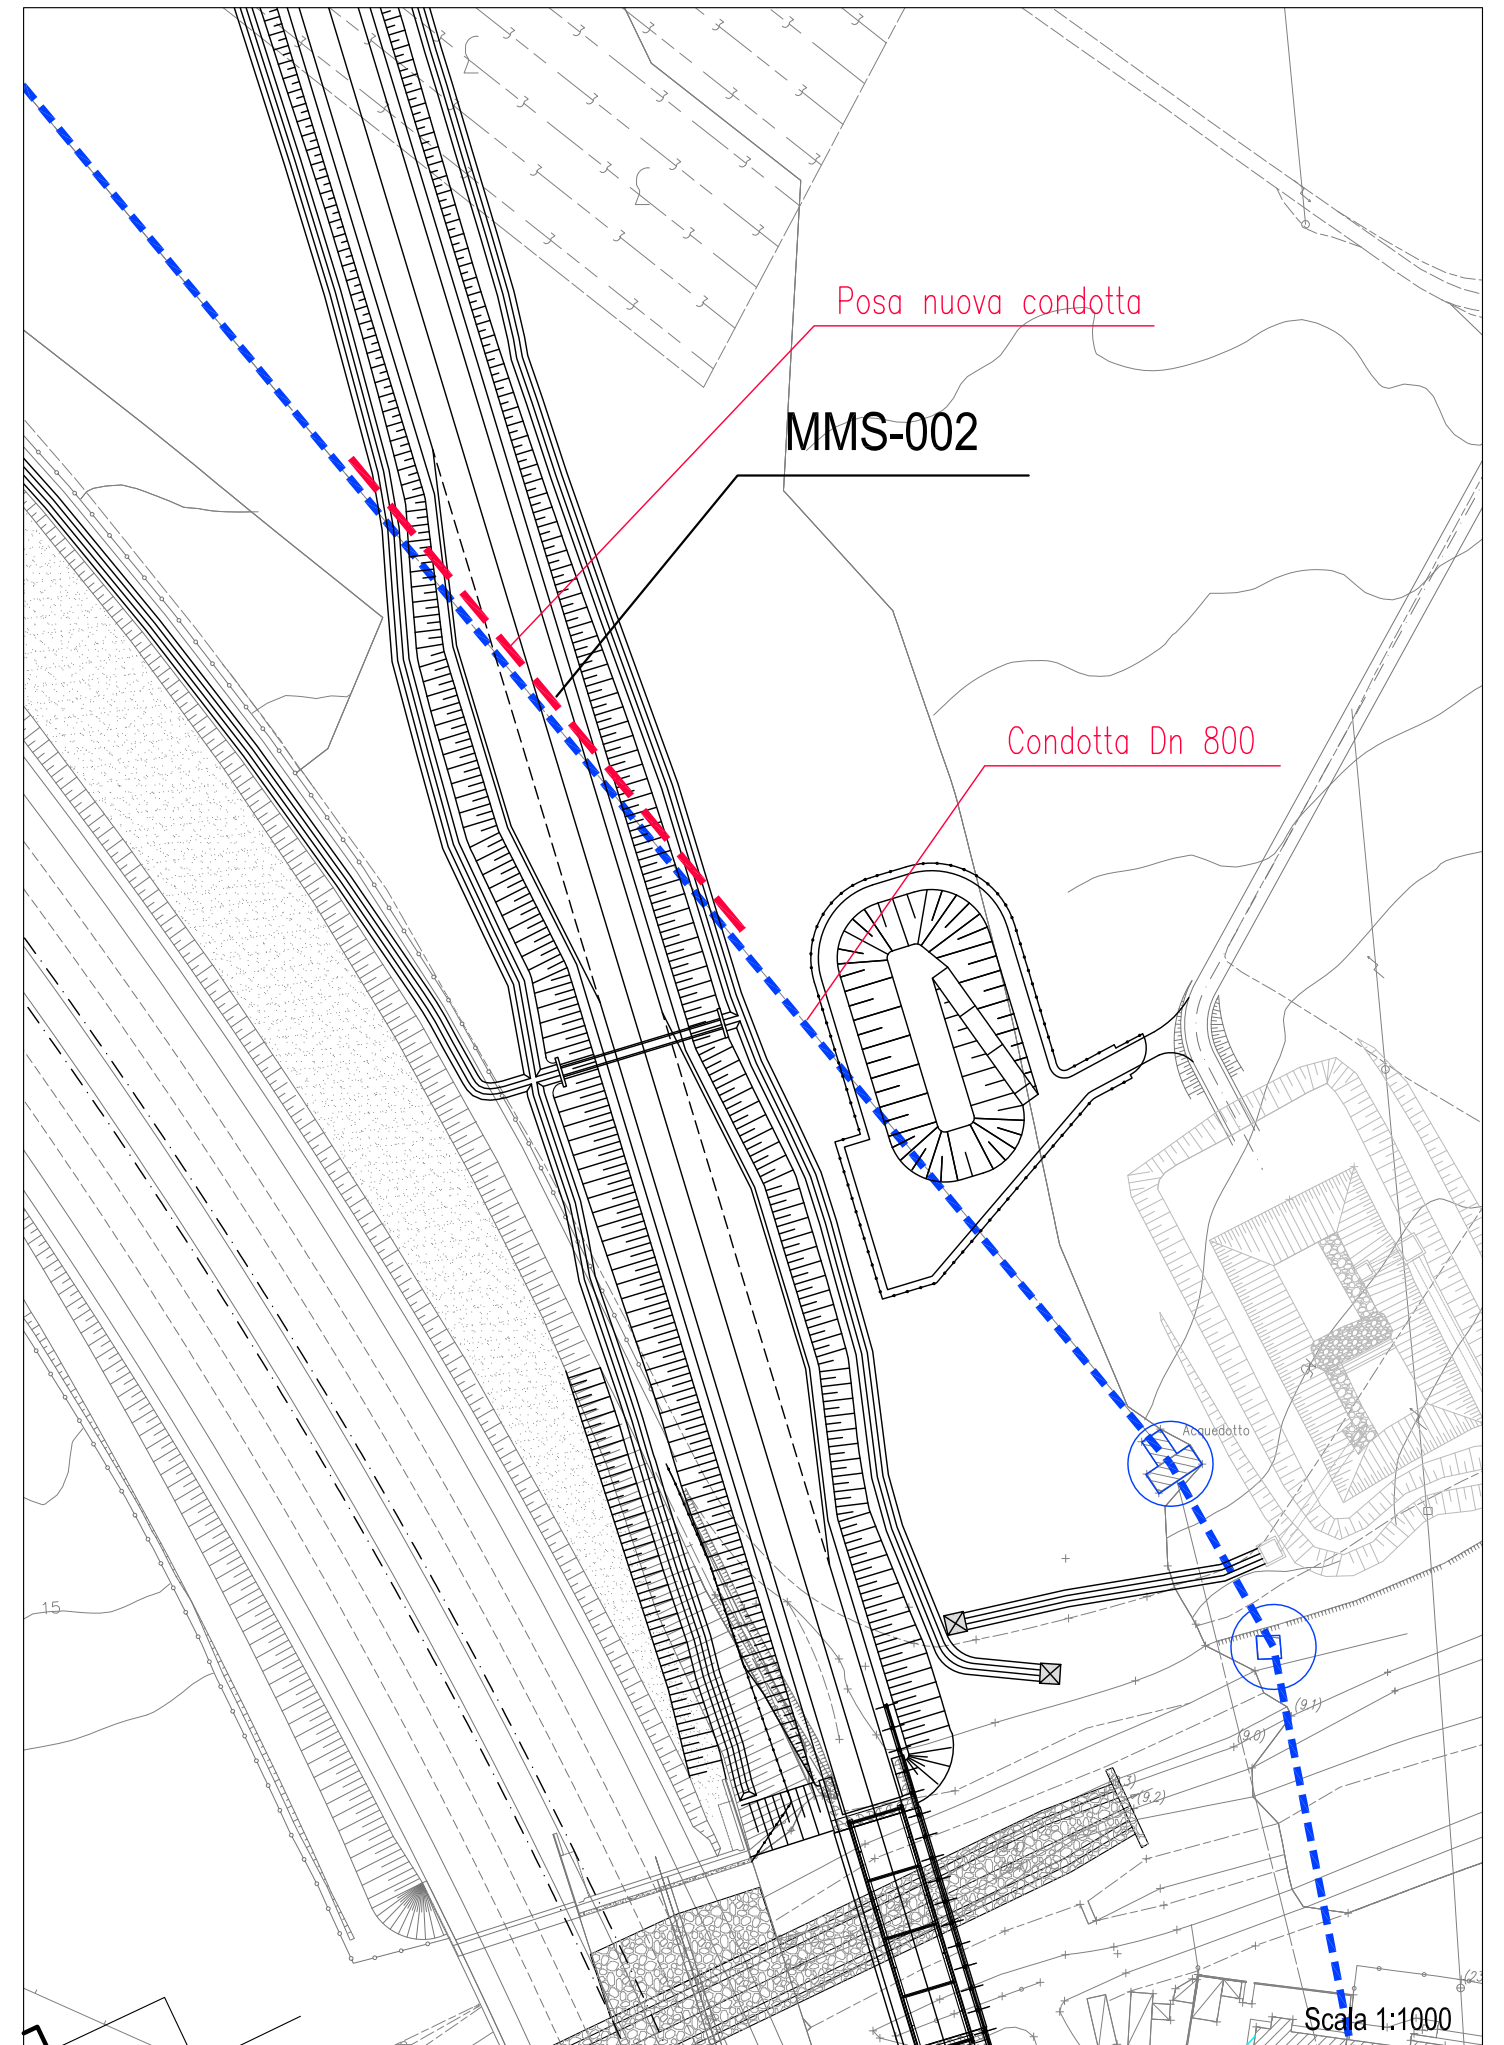 Posa nuova condotta
MMS-002
Condotta Dn 800
Acquedotto
15
(9.1)
(9.0)
(9.2)
Scala 1:1000